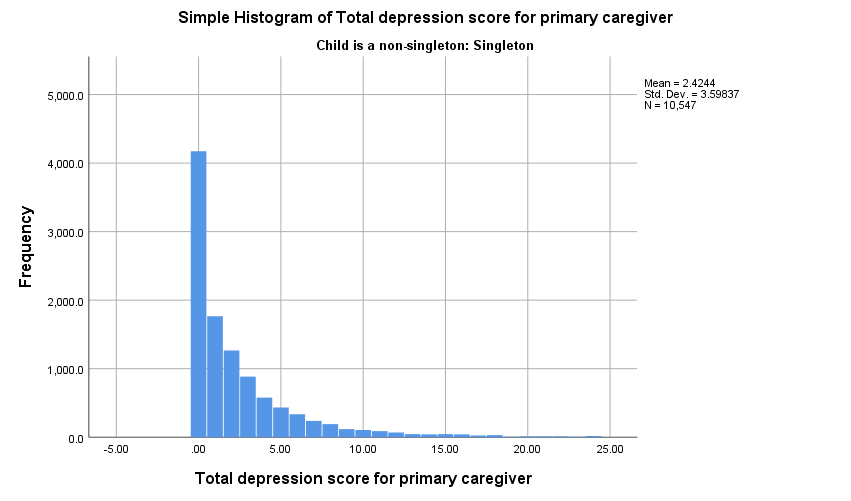 Simple Histogram of Total depression score for primary caregiver
Child is a non-singleton: Singleton
Mean = 2.4244
Std. Dev. = 3.59837
N = 10,547
5,000.0
4,000.0
3,000.0
2,000.0
1,000.0
0.0
Frequency
-5.00
.00
5.00
10.00
15.00
20.00
25.00
Total depression score for primary caregiver